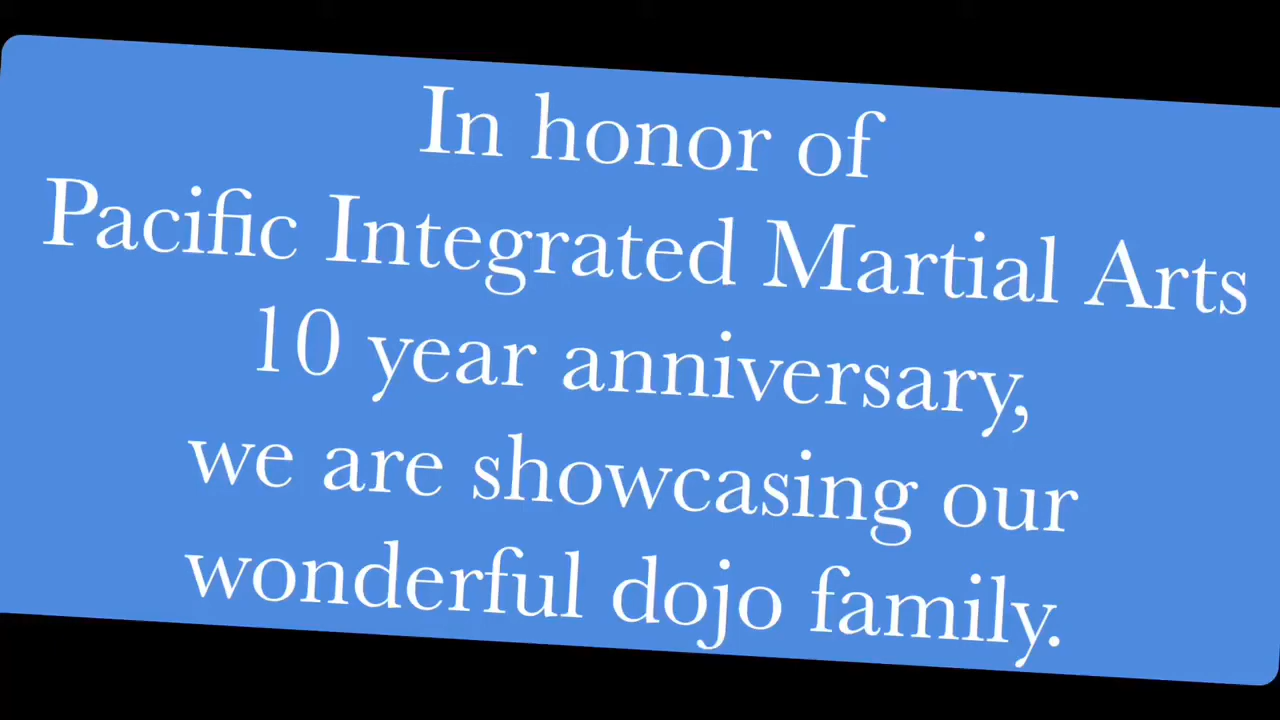 In honor of
Pacific Integrated Martial Arts
10 year anniversary,
we are showcasing our
wonderful dojo family.